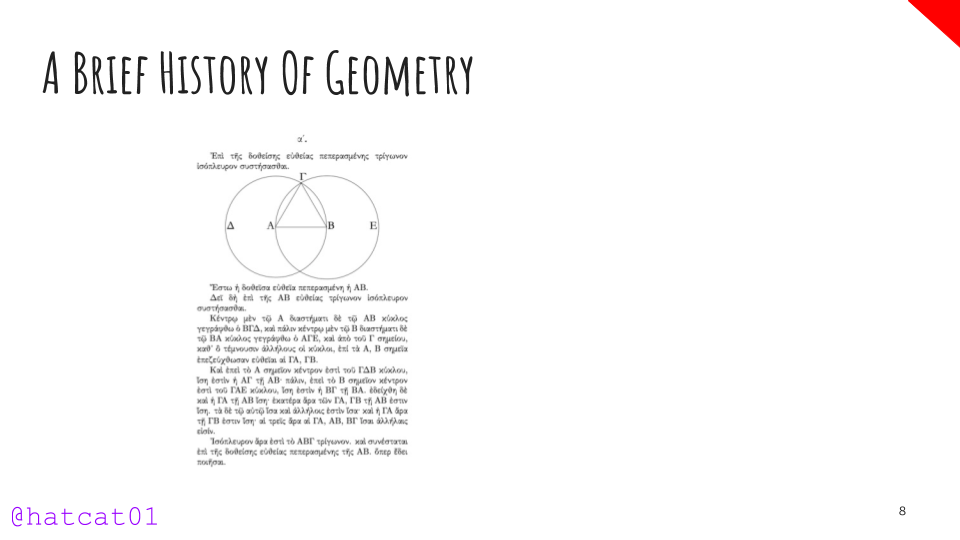 A Brief History Of Geometry
α΄.
Ἐπὶ τῆς δοθείσης εὐθείας πεπερασμένης τρίγωνον
ἰσόπλευρον συστήσασθαι.
Γ
Δ A B E
Ἔστω ἡ δοθεῖσα εὐθεῖα πεπερασμένη ἡ ΑΒ.
Δεῖ δὴ ἐπὶ τῆς ΑΒ εὐθείας τρίγωνον ἰσόπλευρον
συστήσασθαι.
Κέντρῳ μὲν τῷ Α διαστήματι δὲ τῷ ΑΒ κύκλος
γεγράφθω ὁ ΒΓΔ, καὶ πάλιν κέντρῳ μὲν τῷ Β διαστήματι δὲ
τῷ ΒΑ κύκλος γεγράφθω ὁ ΑΓΕ, καὶ ἀπὸ τοῦ Γ σημείου,
καθ᾿ ὃ τέμνουσιν ἀλλήλους οἱ κύκλοι, ἐπὶ τὰ Α, Β σημεῖα
ἐπεζεύχθωσαν εὐθεῖαι αἱ ΓΑ, ΓΒ.
Καὶ ἐπεὶ τὸ Α σημεῖον κέντρον ἐστὶ τοῦ ΓΔΒ κύκλου,
ἴση ἐστὶν ἡ ΑΓ τῇ ΑΒ· πάλιν, ἐπεὶ τὸ Β σημεῖον κέντρον
ἐστὶ τοῦ ΓΑΕ κύκλου, ἴση ἐστὶν ἡ ΒΓ τῇ ΒΑ. ἐδείχθη δὲ
καὶ ἡ ΓΑ τῇ ΑΒ ἴση· ἑκατέρα ἄρα τῶν ΓΑ, ΓΒ τῇ ΑΒ ἐστιν
ἴση. τὰ δὲ τῷ αὐτῷ ἴσα καὶ ἀλλήλοις ἐστὶν ἴσα· καὶ ἡ ΓΑ ἄρα
τῇ ΓΒ ἐστιν ἴση· αἱ τρεῖς ἄρα αἱ ΓΑ, ΑΒ, ΒΓ ἴσαι ἀλλήλαις
εἰσίν.
Ἰσόπλευρον ἄρα ἐστὶ τὸ ΑΒΓ τρίγωνον. καὶ συνέσταται
ἐπὶ τῆς δοθείσης εὐθείας πεπερασμένης τῆς ΑΒ. ὅπερ ἔδει
ποιῆσαι.
@hatcat01
8